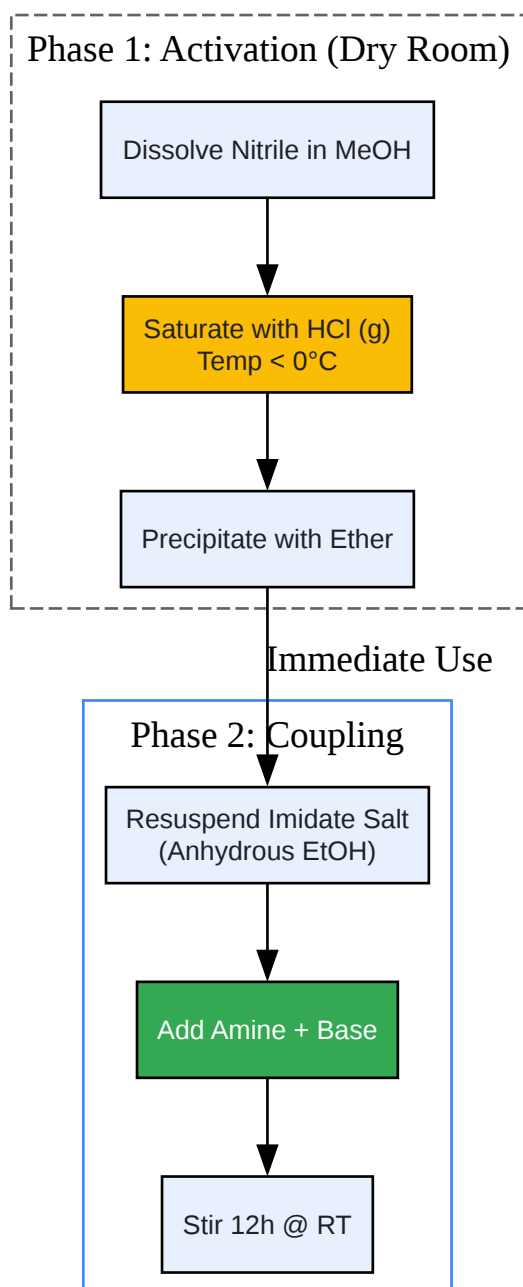 Phase 1: Activation (Dry Room)
Dissolve Nitrile in MeOH
Saturate with HCl (g)
Temp < 0°C
Precipitate with Ether
Immediate Use
Phase 2: Coupling
Resuspend Imidate Salt
(Anhydrous EtOH)
Add Amine + Base
Stir 12h @ RT